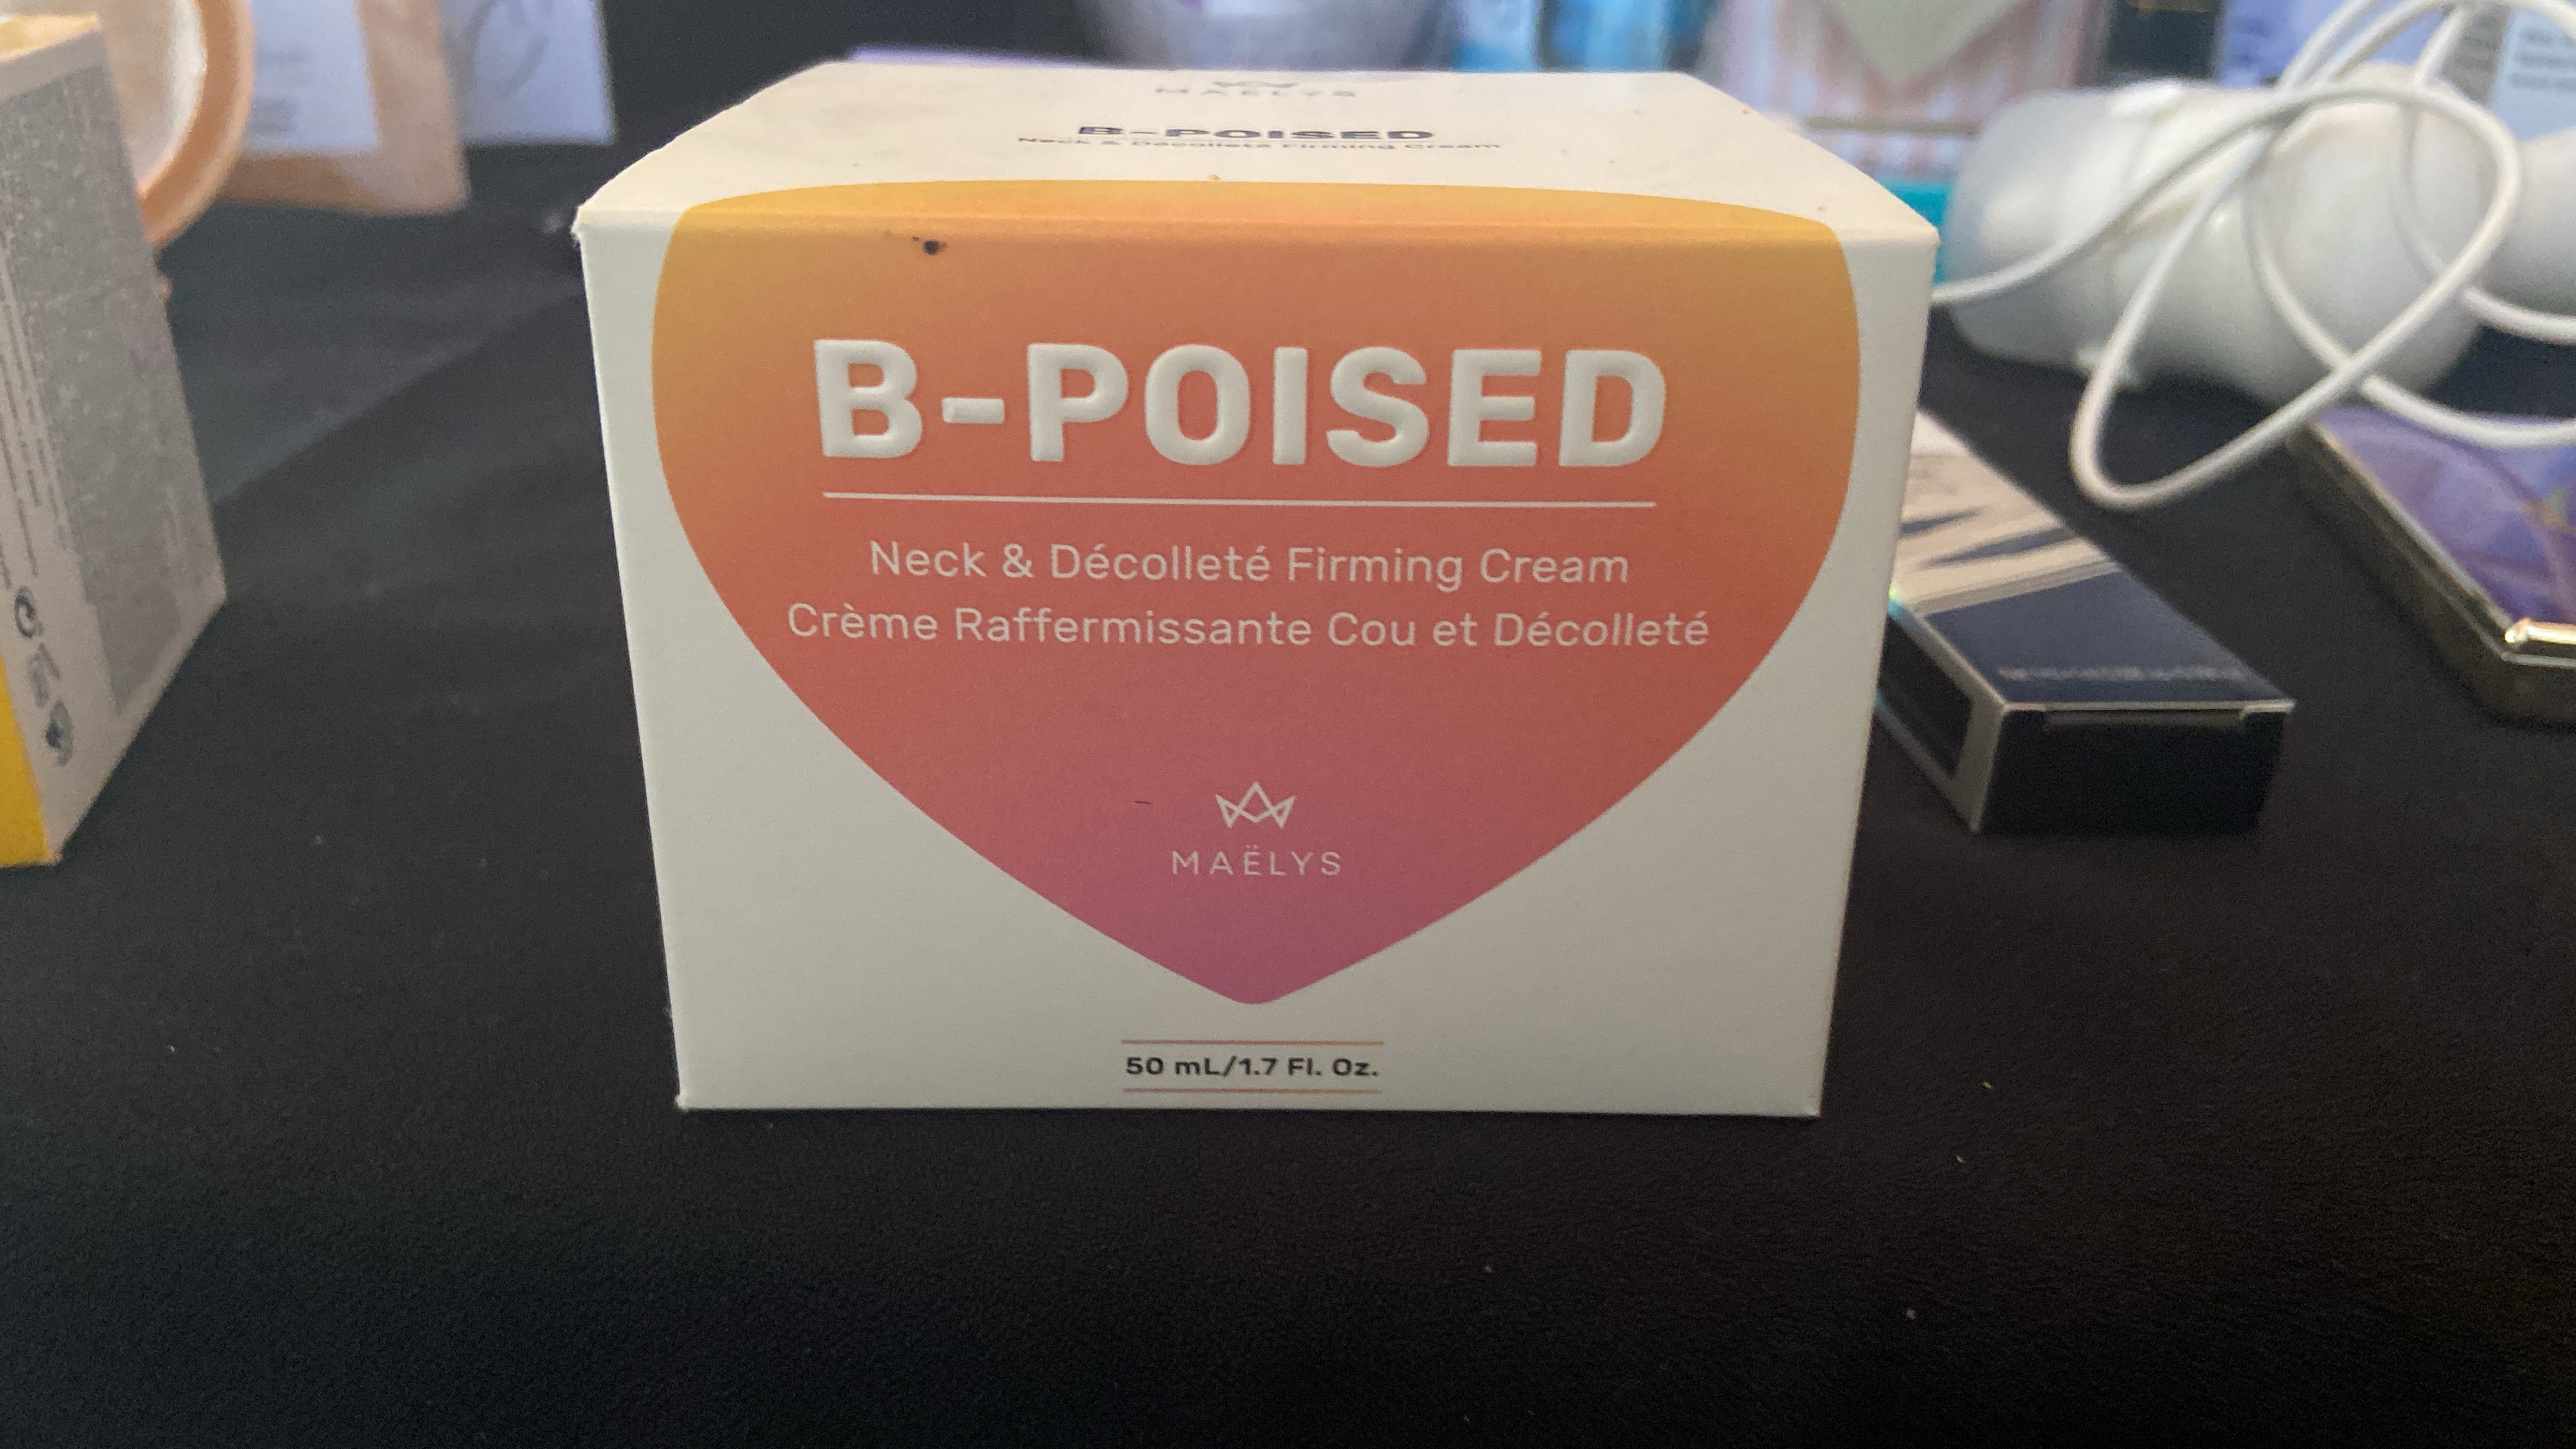 MAËLYS
B-POISED
Neck & Décolleté Firming Cream
B-POISED
Neck & Décolleté Firming Cream
Crème Raffermissante Cou et Décolleté
MAËLYS
50 mL/1.7 Fl. Oz.